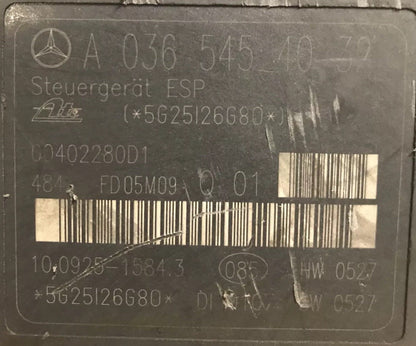 A 036 545 40 32
Steuergerät ESP
Ate (*5G25I26G80*)
00402280D1
484 FD05M09 Q 01
10.0925-1584.3 085 HW 0527
*5G25I26G80* SW 0527